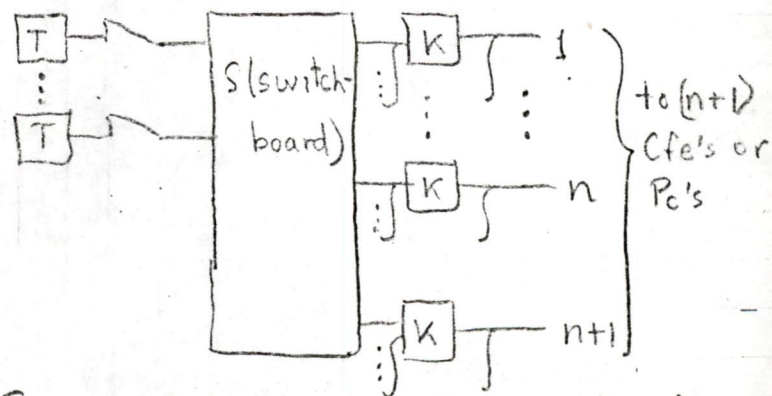 T
T
S(switch-
board)
K
1
K
n
K
n+1
to (n+1)
Cfe's or
Pc's